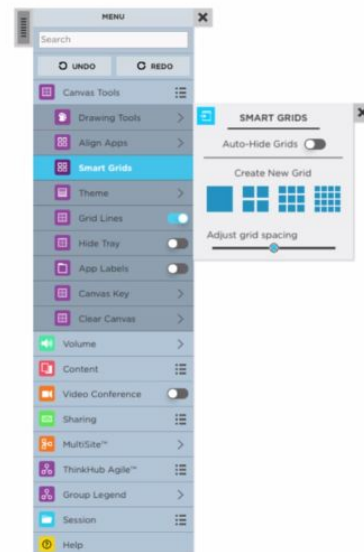 MENU
Search
UNDO
REDO
Canvas Tools
Drawing Tools
Align Apps
Smart Grids
Theme
Grid Lines
Hide Tray
App Labels
Canvas Key
Clear Canvas
Volume
Content
Video Conference
Sharing
MultiSite™
ThinkHub Agile™
Group Legend
Session
Help
SMART GRIDS
Auto-Hide Grids
Create New Grid
Adjust grid spacing